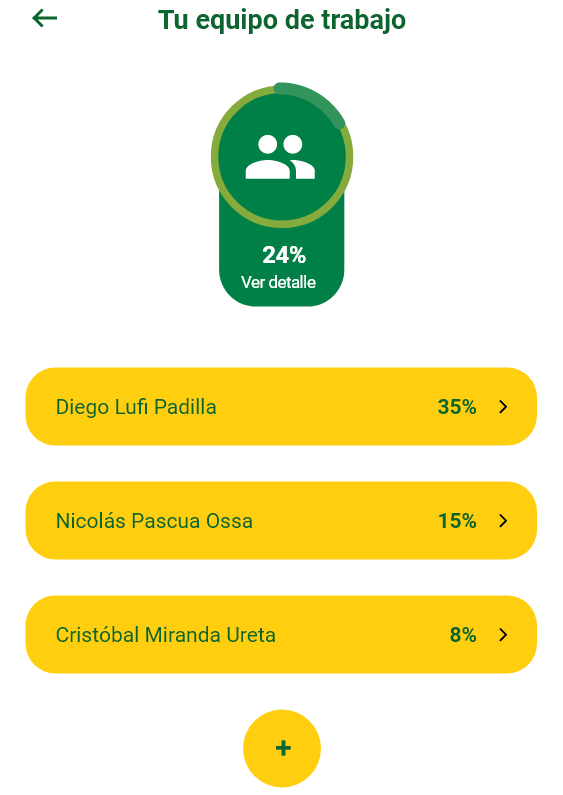 Tu equipo de trabajo
24%
Ver detalle
Diego Lufi Padilla 35%
Nicolás Pascua Ossa 15%
Cristóbal Miranda Ureta 8%
+